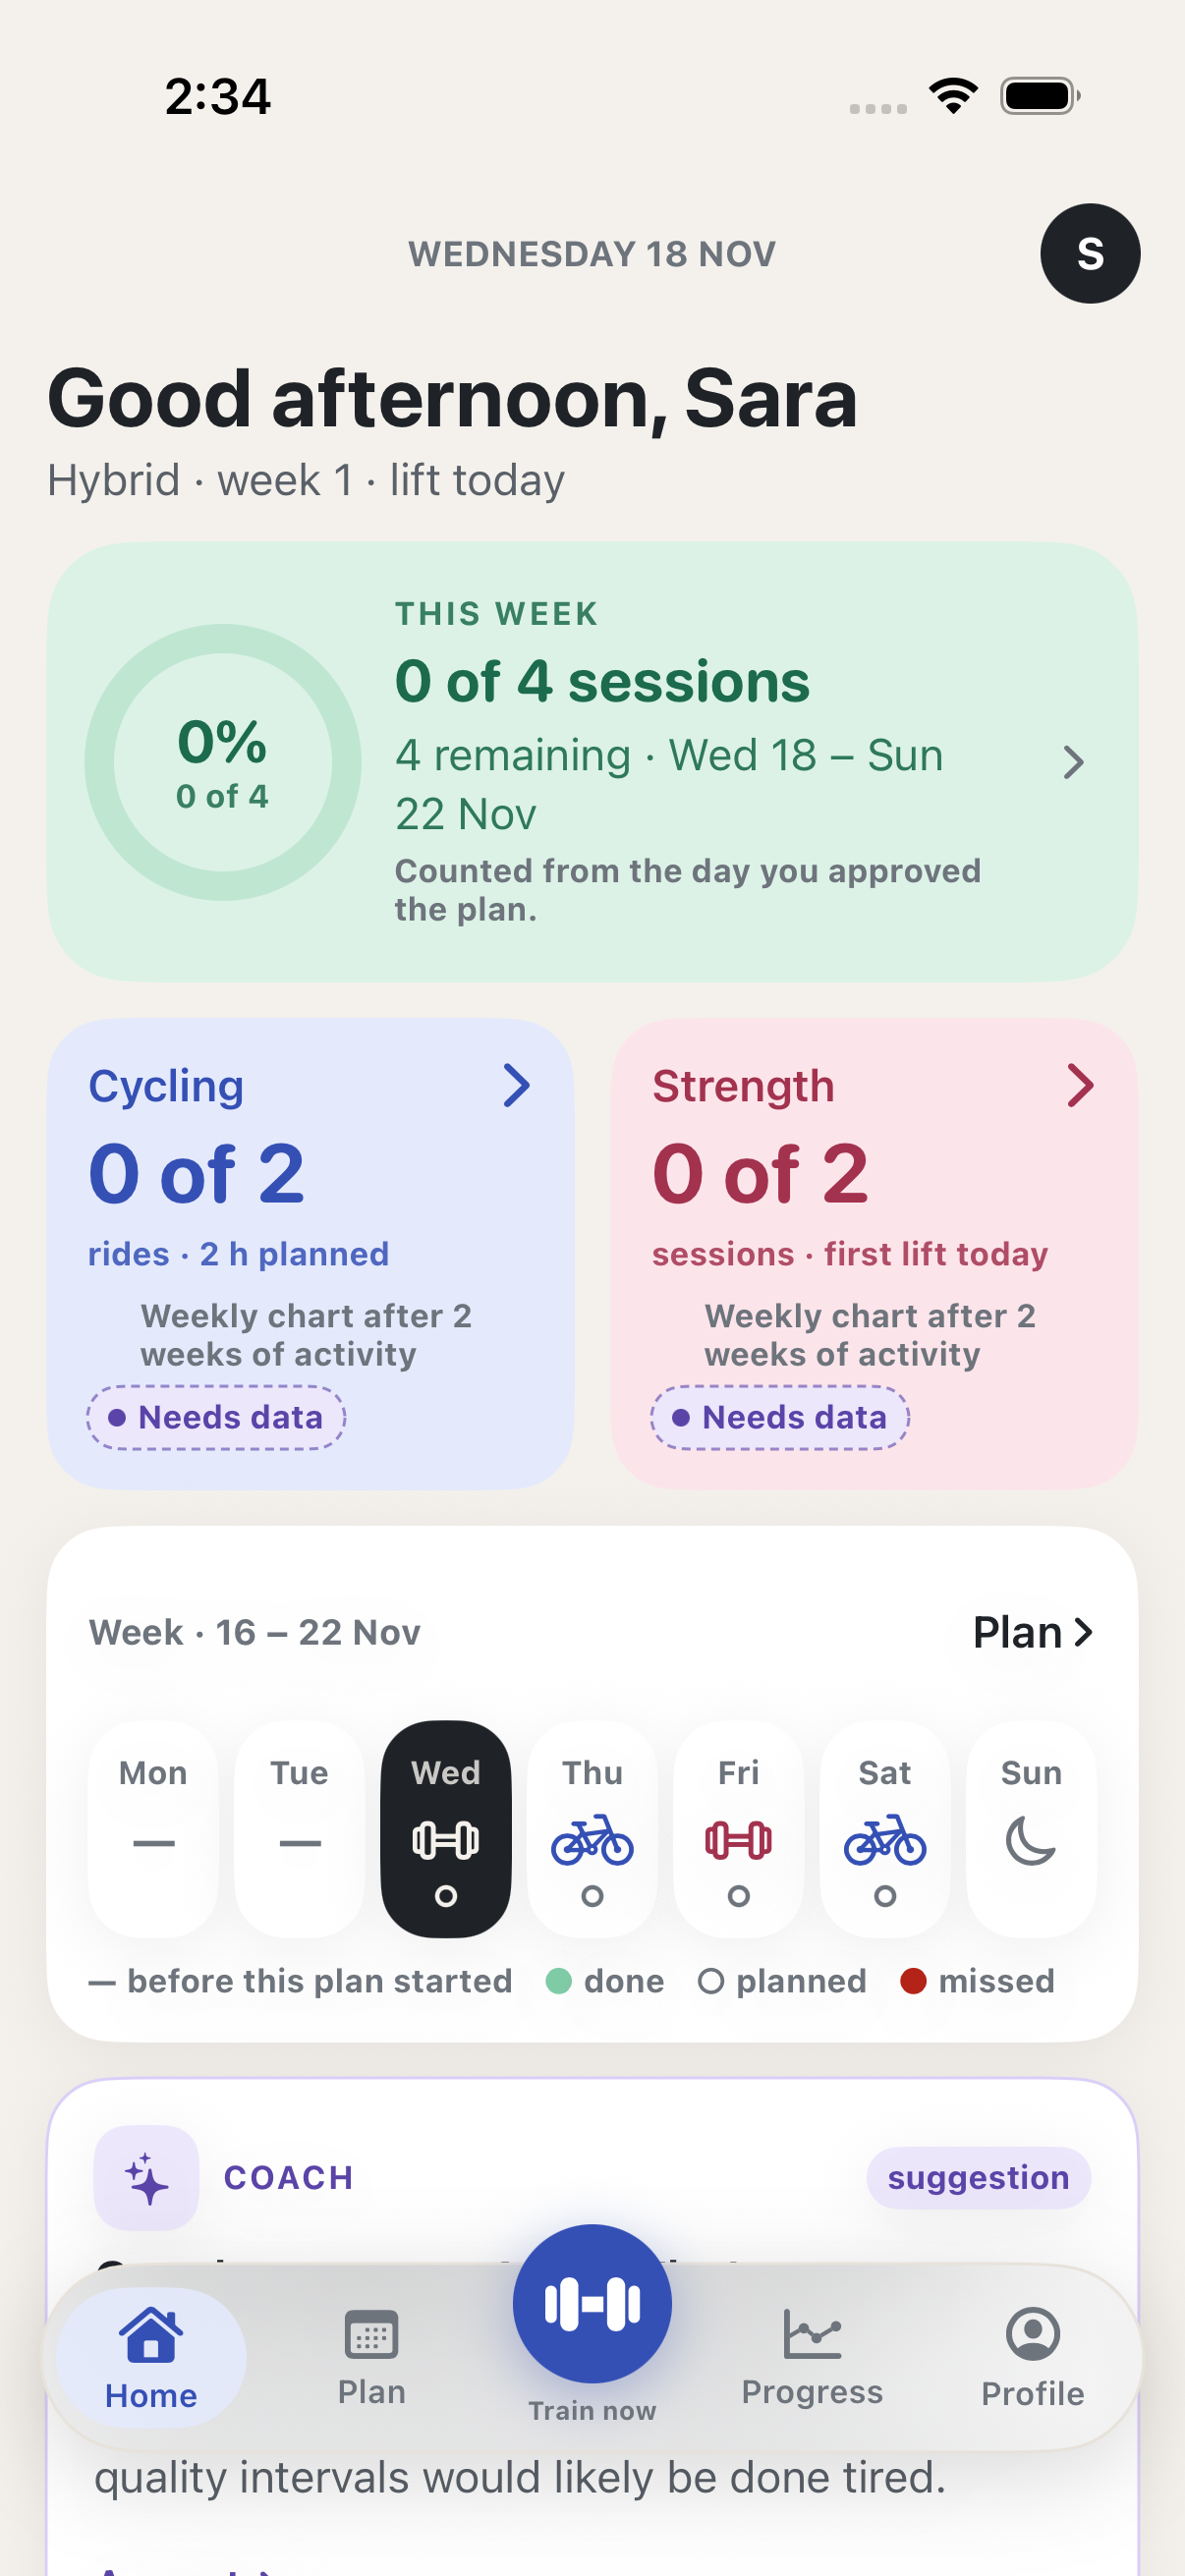 2:34
WEDNESDAY 18 NOV
S
Good afternoon, Sara
Hybrid · week 1 · lift today
THIS WEEK
0 of 4 sessions
0%
0 of 4
4 remaining · Wed 18 – Sun
22 Nov
Counted from the day you approved
the plan.
Cycling
0 of 2
rides · 2 h planned
Weekly chart after 2
weeks of activity
Needs data
Strength
0 of 2
sessions · first lift today
Weekly chart after 2
weeks of activity
Needs data
Week · 16 – 22 Nov
Plan
Mon Tue Wed Thu Fri Sat Sun
— before this plan started done planned missed
COACH
suggestion
Home
Plan
Train now
Progress
Profile
quality intervals would likely be done tired.